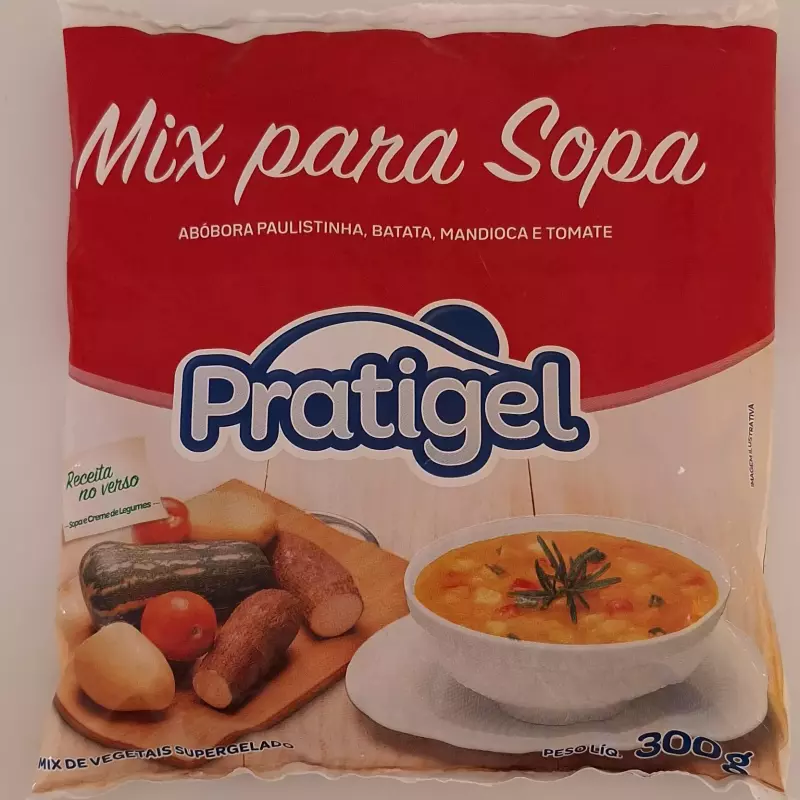 Mix para Sopa
ABÓBORA PAULISTINHA, BATATA, MANDIOCA E TOMATE
Pratigel
IMAGEM ILUSTRATIVA
Receita
no verso
- Sopa e Creme de Legumes -
MIX DE VEGETAIS SUPERGELADO
PESO LÍQ. 300 g